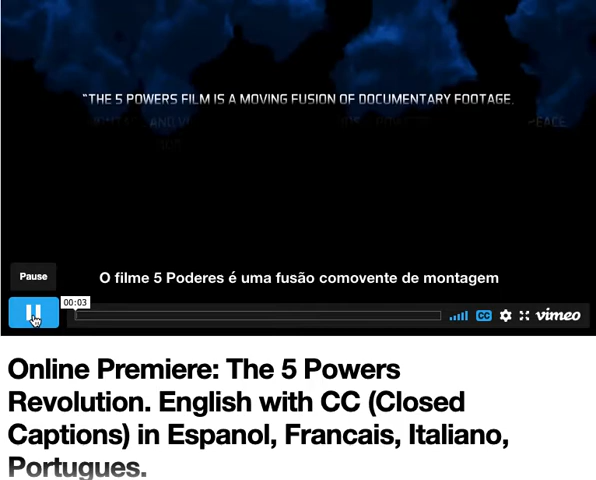 "THE 5 POWERS FILM IS A MOVING FUSION OF DOCUMENTARY FOOTAGE,
PEACE
Pause
O filme 5 Poderes é uma fusão comovente de montagem
00:03
CC vimeo
Online Premiere: The 5 Powers
Revolution. English with CC (Closed
Captions) in Espanol, Francais, Italiano,
Portugues.